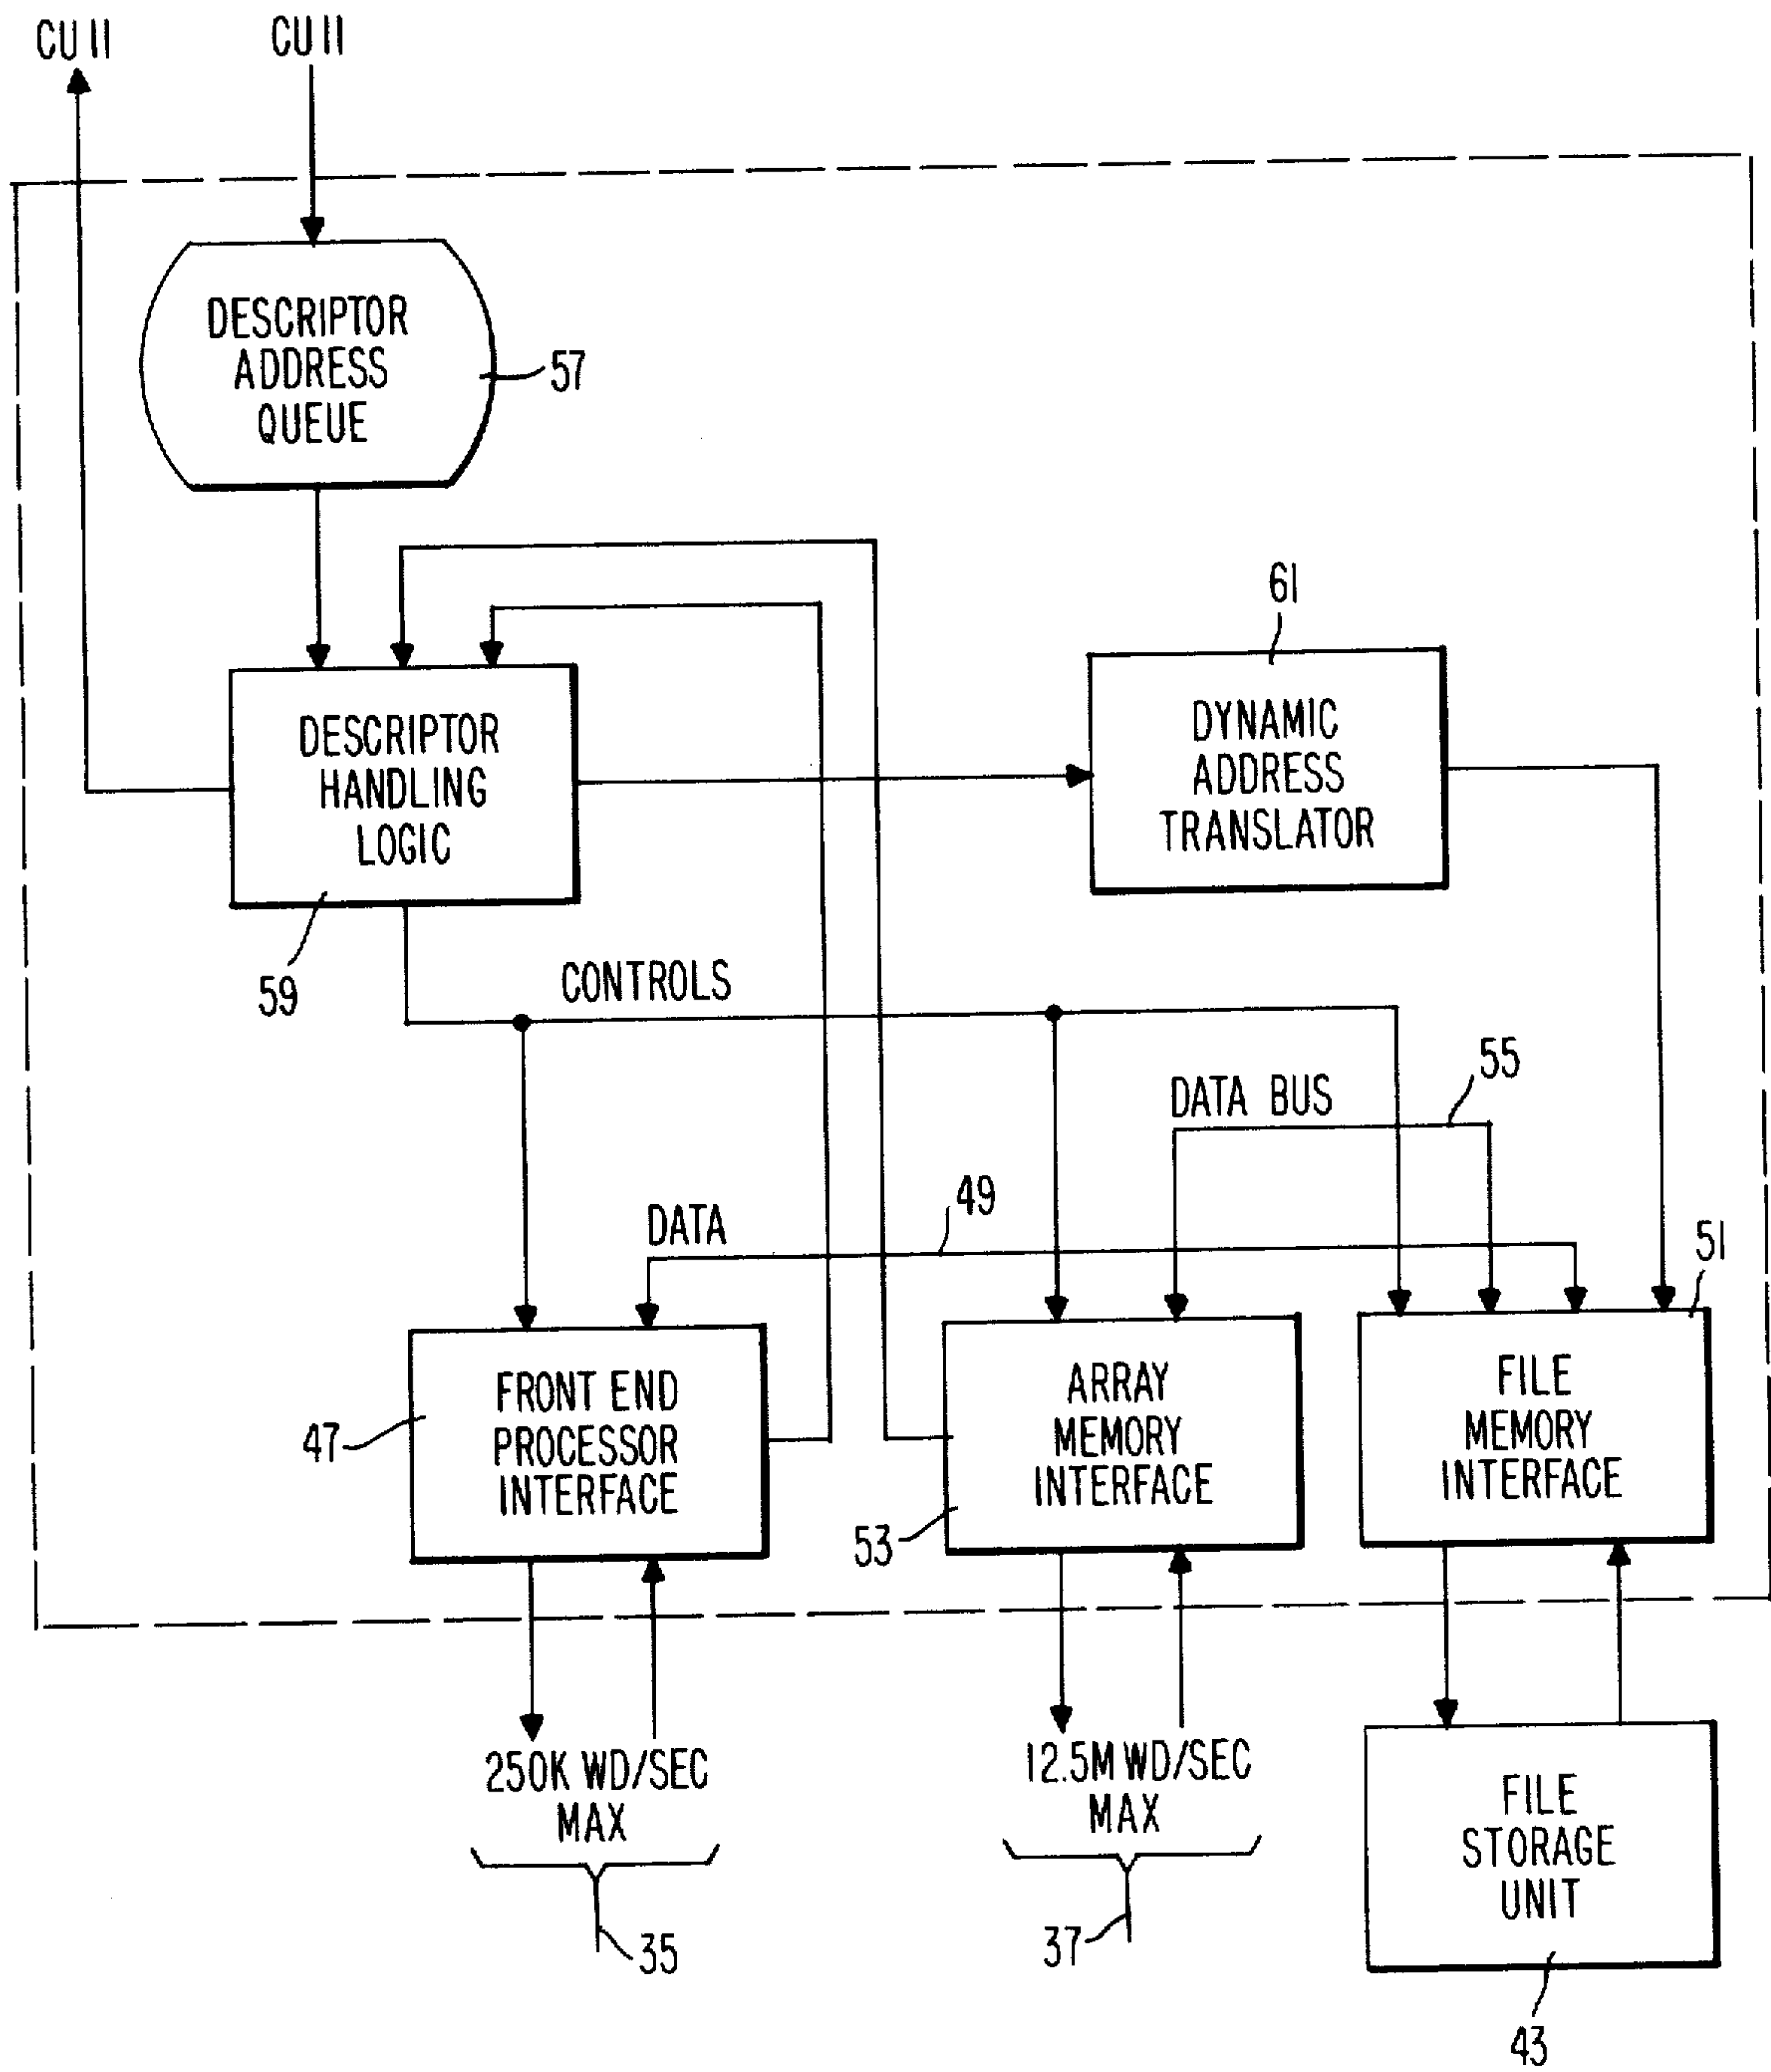 CU 11
CU 11
DESCRIPTOR
ADDRESS
QUEUE
57
61
DESCRIPTOR
HANDLING
LOGIC
59
DYNAMIC
ADDRESS
TRANSLATOR
CONTROLS
55
DATA BUS
49
DATA
51
FRONT END
PROCESSOR
INTERFACE
47
ARRAY
MEMORY
INTERFACE
53
FILE
MEMORY
INTERFACE
250K WD/SEC
MAX
35
12.5M WD/SEC
MAX
37
FILE
STORAGE
UNIT
43